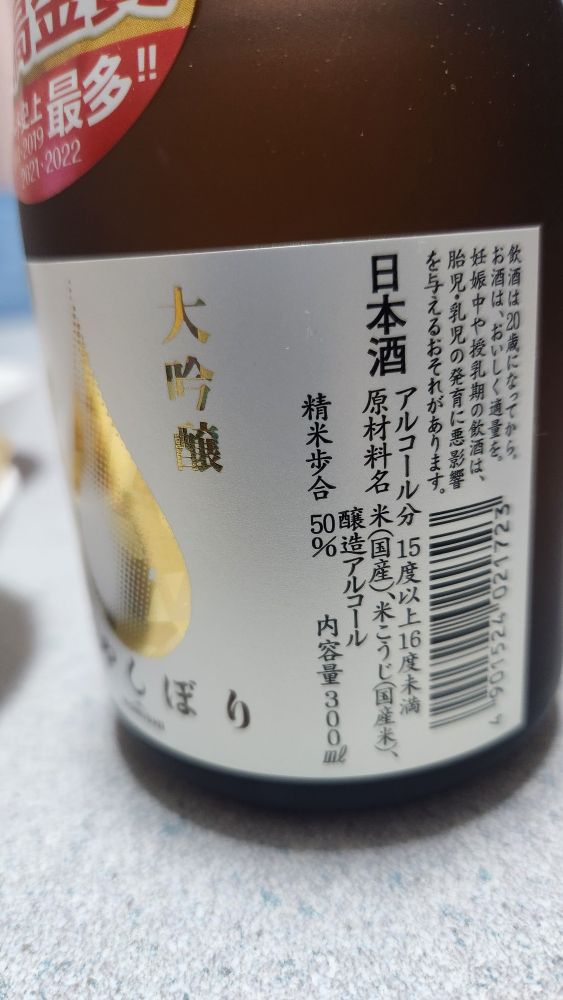 最多!!
2021・2022
飲酒は20歳になってから。
お酒は、おいしく適量を。
妊娠中や授乳期の飲酒は、
胎児・乳児の発育に悪影響
を与えるおそれがあります。
日本酒
アルコール分 15度以上16度未満
原材料名 米(国産)、米こうじ(国産米)、
醸造アルコール
精米歩合 50% 内容量 300ml
大吟醸
しぼり
4 901524 021723